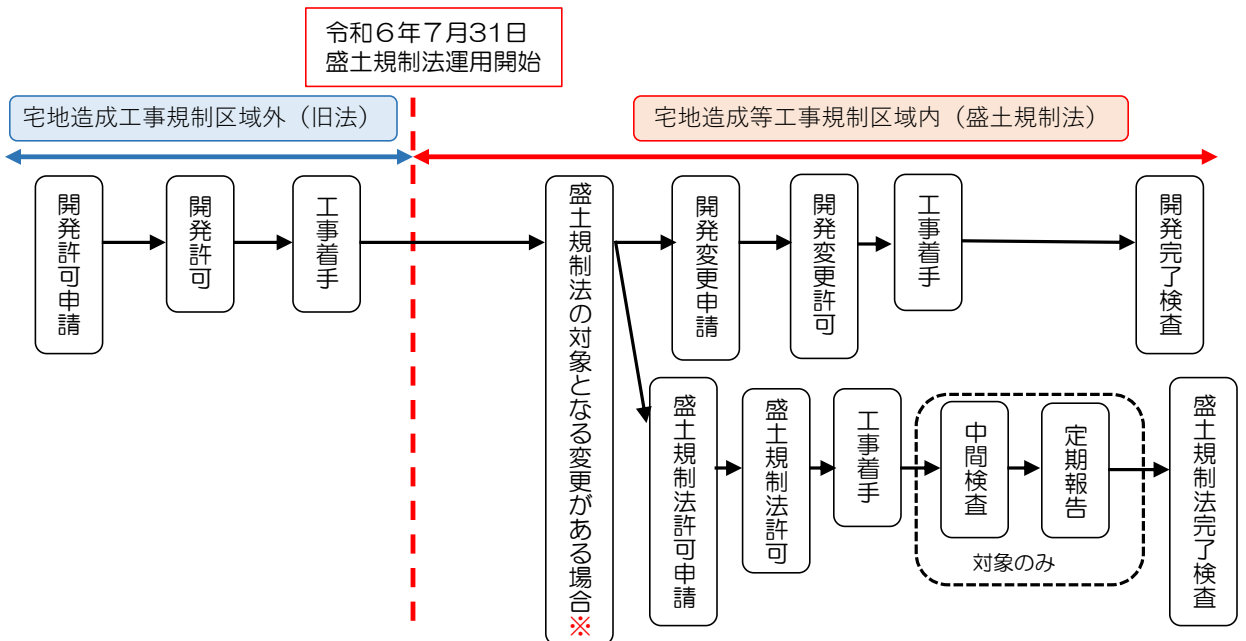 令和６年７月31日
盛土規制法運用開始
宅地造成工事規制区域外（旧法）
宅地造成等工事規制区域内（盛土規制法）
開発許可申請
開発許可
工事着手
盛土規制法の対象となる変更がある場合※
開発変更申請
開発変更許可
工事着手
開発完了検査
盛土規制法許可申請
盛土規制法許可
工事着手
中間検査
定期報告
対象のみ
盛土規制法完了検査